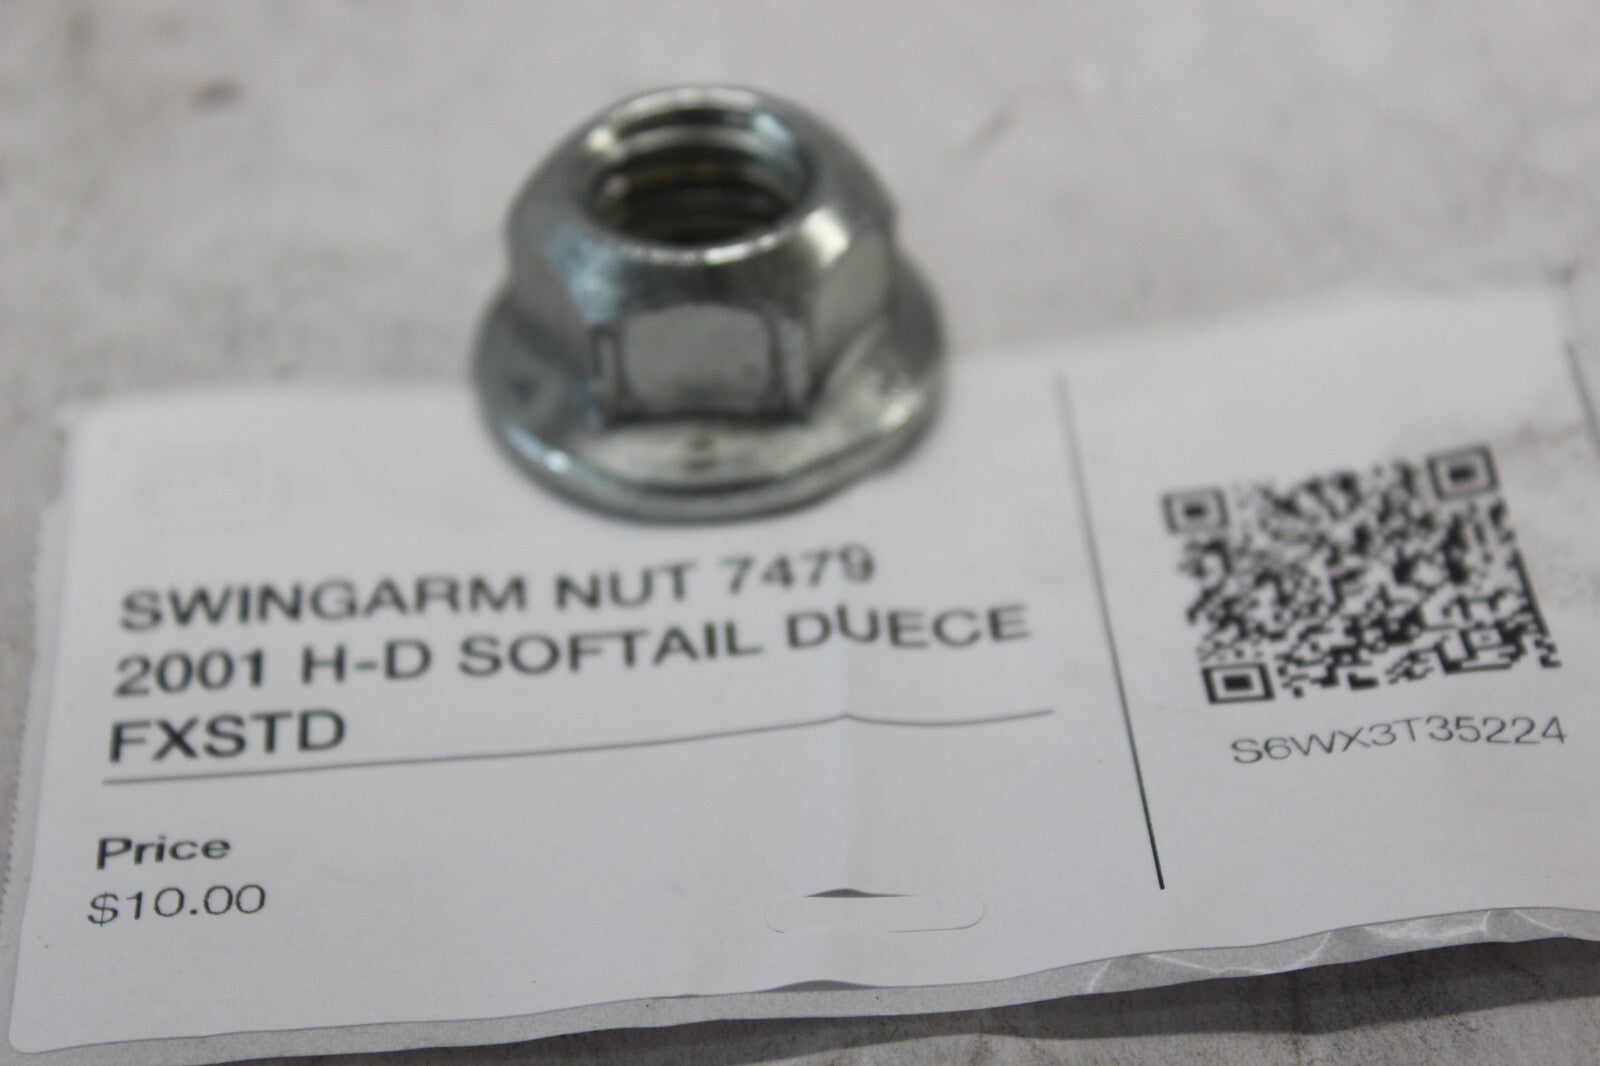 SWINGARM NUT 7479
2001 H-D SOFTAIL DUECE
FXSTD
Price
$10.00
S6WX3T35224